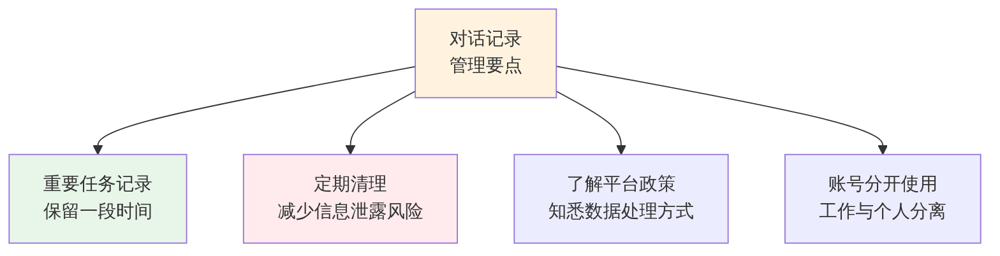 对话记录
管理要点
重要任务记录
保留一段时间
定期清理
减少信息泄露风险
了解平台政策
知悉数据处理方式
账号分开使用
工作与个人分离